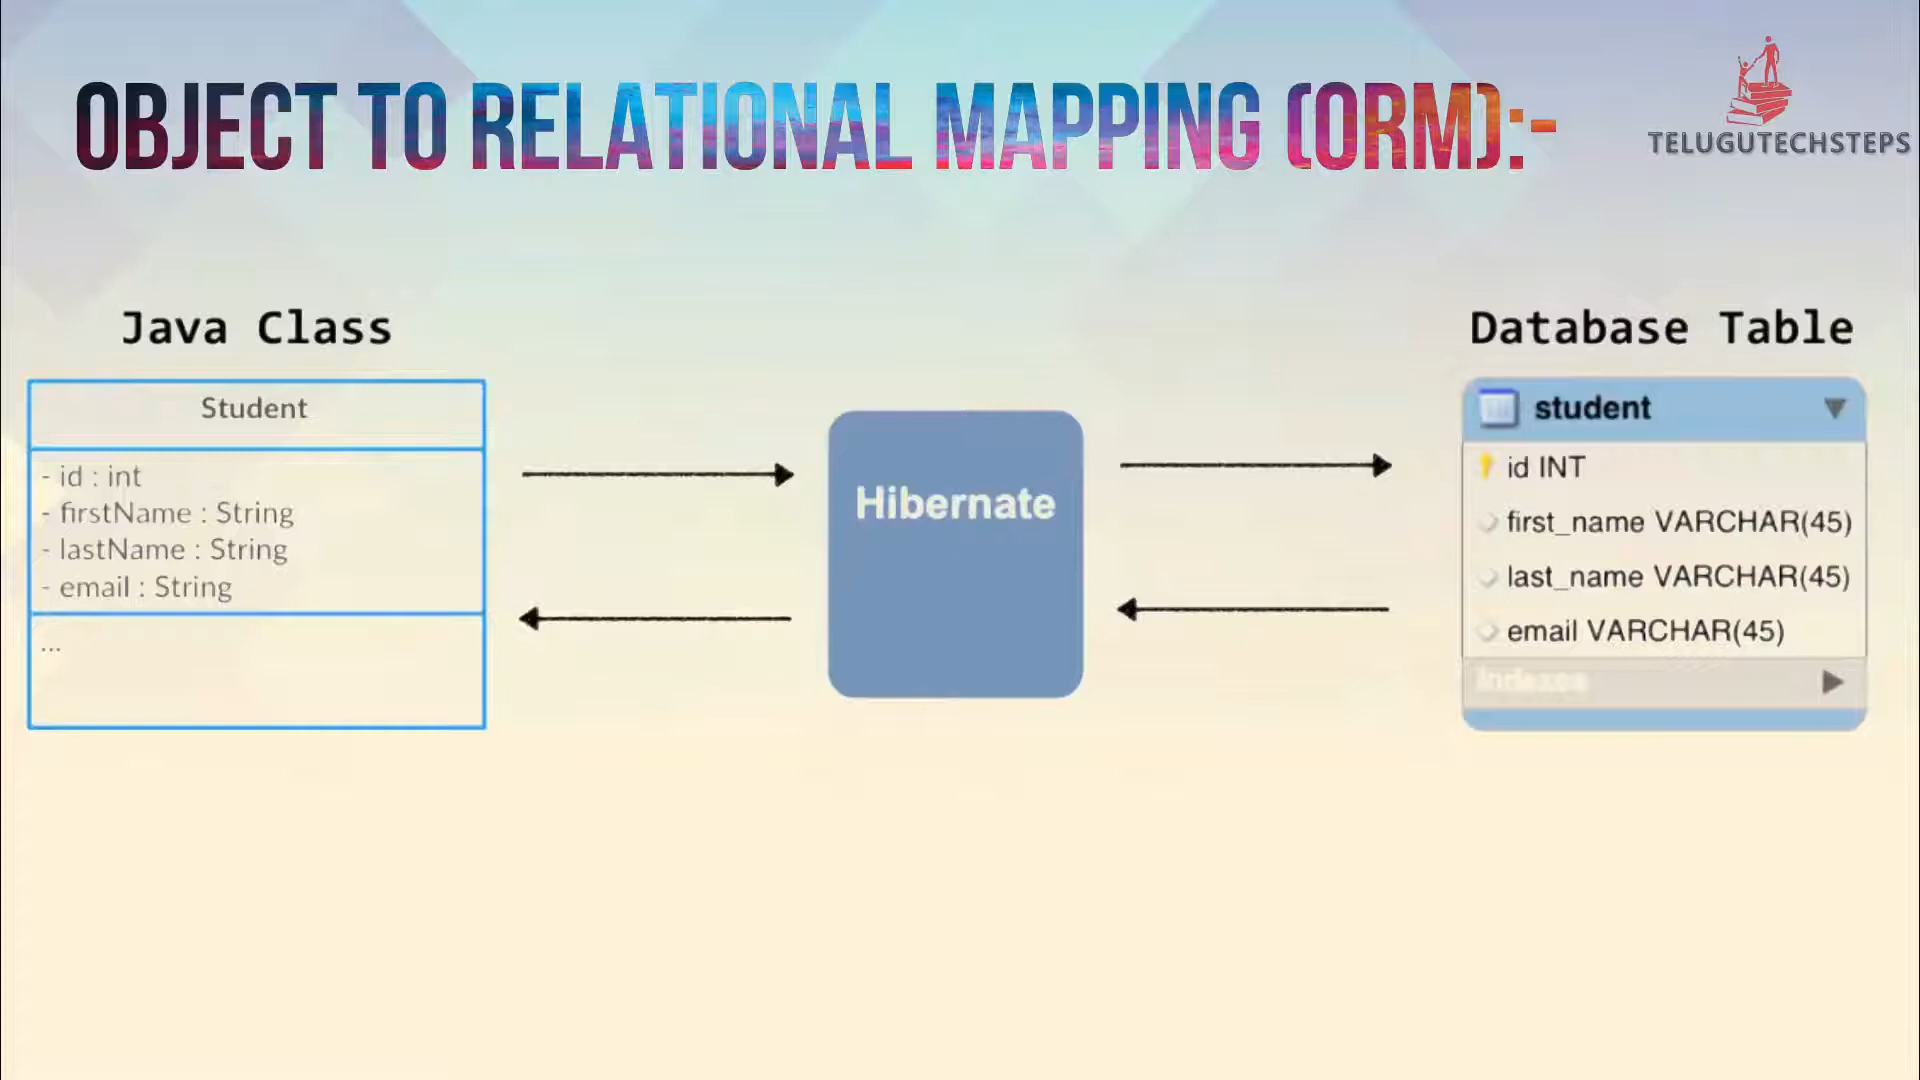 OBJECT TO RELATIONAL MAPPING (ORM):-
TELUGUTECHSTEPS
Java Class
Database Table
Student
- id : int
- firstName : String
- lastName : String
- email : String
...
Hibernate
student
id INT
first_name VARCHAR(45)
last_name VARCHAR(45)
email VARCHAR(45)
Indexes